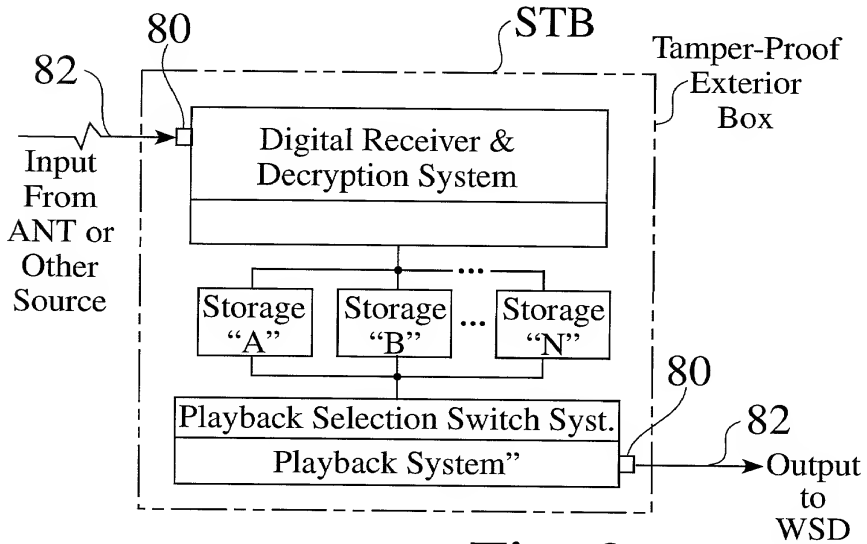 80
STB
82
Tamper-Proof
Exterior
Box
Digital Receiver &
Decryption System
Input
From
ANT or
Other
Source
...
Storage
“A”
Storage
“B”
...
Storage
“N”
Playback Selection Switch Syst.
Playback System”
80
82
Output
to
WSD